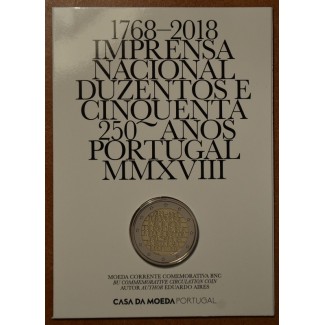 1768–2018
IMPRENSA
NACIONAL
DUZENTOS E
CINQUENTA
250 ANOS
PORTUGAL
MMXVIII
MOEDA CORRENTE COMEMORATIVA BNC
BU COMMEMORATIVE CIRCULATION COIN
AUTOR AUTHOR EDUARDO AIRES
CASA DA MOEDA PORTUGAL